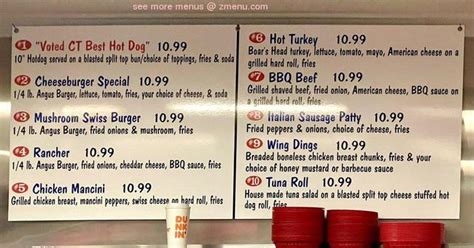 see more menus @ zmenu.com
#1 "Voted CT Best Hot Dog" 10.99
10" Hotdog served on a blasted split top bun/choice of toppings, fries & soda
#2 Cheeseburger Special 10.99
1/4 lb. Angus Burger, lettuce, tomato, fries, your choice of cheese, & soda
#3 Mushroom Swiss Burger 10.99
1/4 lb. Angus Burger, fried onions & mushroom, fries
#4 Rancher 10.99
1/4 lb. Angus Burger, fried onions, cheddar cheese, BBQ sauce, fries
#5 Chicken Mancini 10.99
Grilled chicken breast, mancini peppers, swiss cheese on hard roll, fries
#6 Hot Turkey 10.99
Boar's Head turkey, lettuce, tomato, mayo, American cheese on a
grilled hard roll, fries
#7 BBQ Beef 10.99
Grilled shaved beef, fried onion, American cheese, BBQ sauce on a
grilled hard roll, fries
#8 Italian Sausage Patty 10.99
Fried peppers & onions, choice of cheese, fries
#9 Wing Dings 10.99
Breaded boneless chicken breast chunks, fries & your
choice of honey mustard or barbecue sauce
#10 Tuna Roll 10.99
House made tuna salad on a blasted split top cheese stuffed hot
dog roll, fries
DUNKIN'